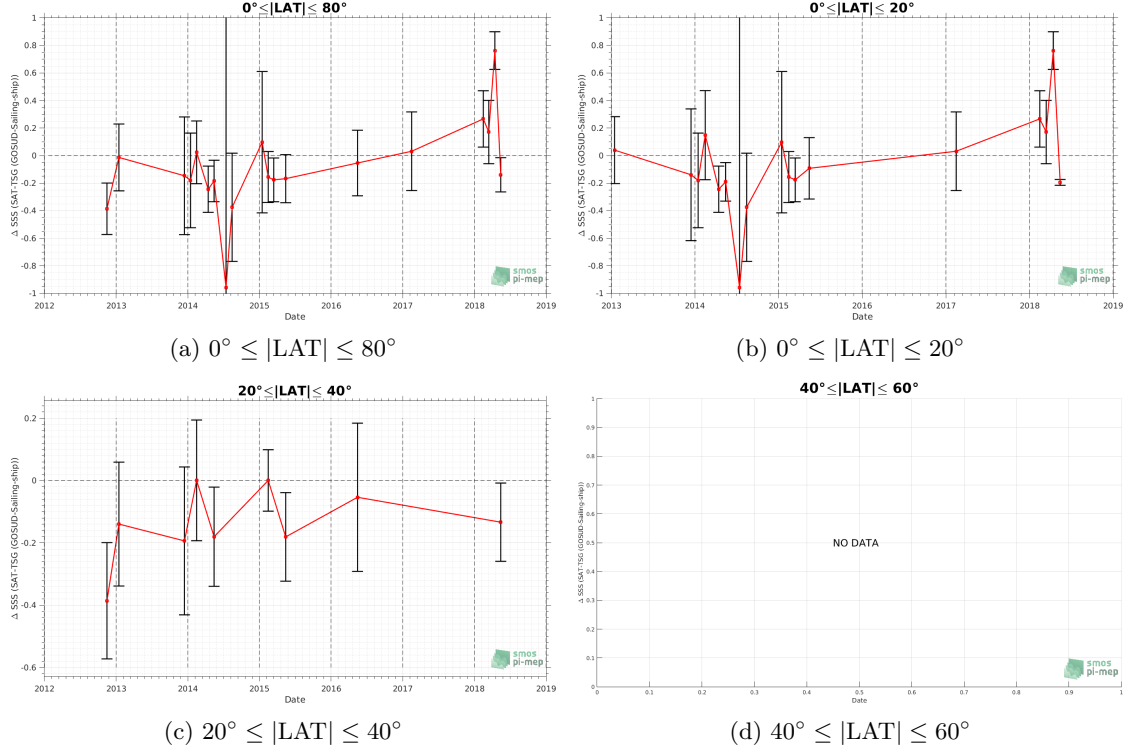 0°≤|LAT|≤ 80°
1
0.8
0.6
0.4
0.2
0
-0.2
-0.4
-0.6
-0.8
-1
Δ SSS (SAT-TSG (GOSUD-Sailing-ship))
2012 2013 2014 2015 2016 2017 2018 2019
Date
smos
pi-mep
(a) 0° ≤ |LAT| ≤ 80°
0°≤|LAT|≤ 20°
1
0.8
0.6
0.4
0.2
0
-0.2
-0.4
-0.6
-0.8
-1
Δ SSS (SAT-TSG (GOSUD-Sailing-ship))
2013 2014 2015 2016 2017 2018 2019
Date
smos
pi-mep
(b) 0° ≤ |LAT| ≤ 20°
20°≤|LAT|≤ 40°
0.2
0
-0.2
-0.4
-0.6
Δ SSS (SAT-TSG (GOSUD-Sailing-ship))
2012 2013 2014 2015 2016 2017 2018 2019
Date
smos
pi-mep
(c) 20° ≤ |LAT| ≤ 40°
40°≤|LAT|≤ 60°
1
0.9
0.8
0.7
0.6
0.5
0.4
0.3
0.2
0.1
0
Δ SSS (SAT-TSG (GOSUD-Sailing-ship))
NO DATA
0 0.1 0.2 0.3 0.4 0.5 0.6 0.7 0.8 0.9 1
Date
smos
pi-mep
(d) 40° ≤ |LAT| ≤ 60°